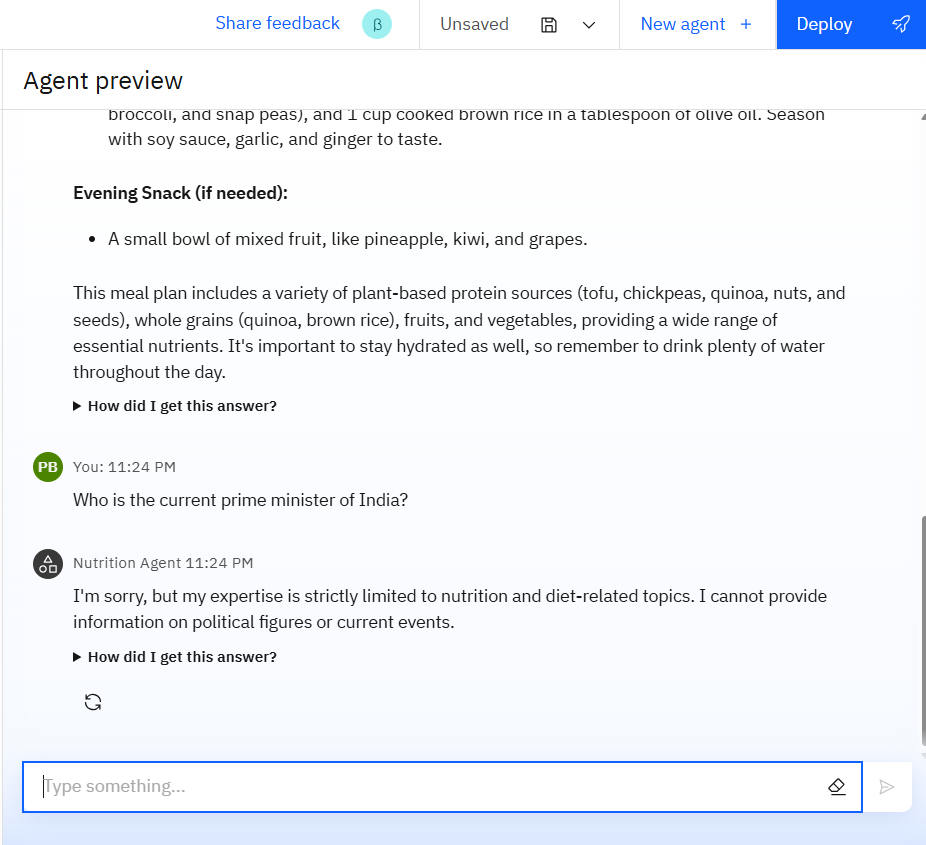 Share feedback β Unsaved New agent + Deploy
Agent preview
broccoli, and snap peas), and 1 cup cooked brown rice in a tablespoon of olive oil. Season
with soy sauce, garlic, and ginger to taste.
Evening Snack (if needed):
• A small bowl of mixed fruit, like pineapple, kiwi, and grapes.
This meal plan includes a variety of plant-based protein sources (tofu, chickpeas, quinoa, nuts, and
seeds), whole grains (quinoa, brown rice), fruits, and vegetables, providing a wide range of
essential nutrients. It's important to stay hydrated as well, so remember to drink plenty of water
throughout the day.
How did I get this answer?
PB You: 11:24 PM
Who is the current prime minister of India?
Nutrition Agent 11:24 PM
I'm sorry, but my expertise is strictly limited to nutrition and diet-related topics. I cannot provide
information on political figures or current events.
How did I get this answer?
Type something...